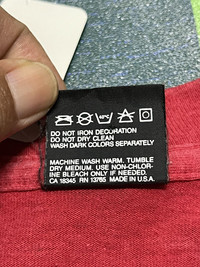 DO NOT IRON DECORATION
DO NOT DRY CLEAN
WASH DARK COLORS SEPARATELY
MACHINE WASH WARM, TUMBLE
DRY MEDIUM. USE NON-CHLOR-
INE BLEACH ONLY IF NEEDED.
CA 18345 RN 13765 MADE IN U.S.A.